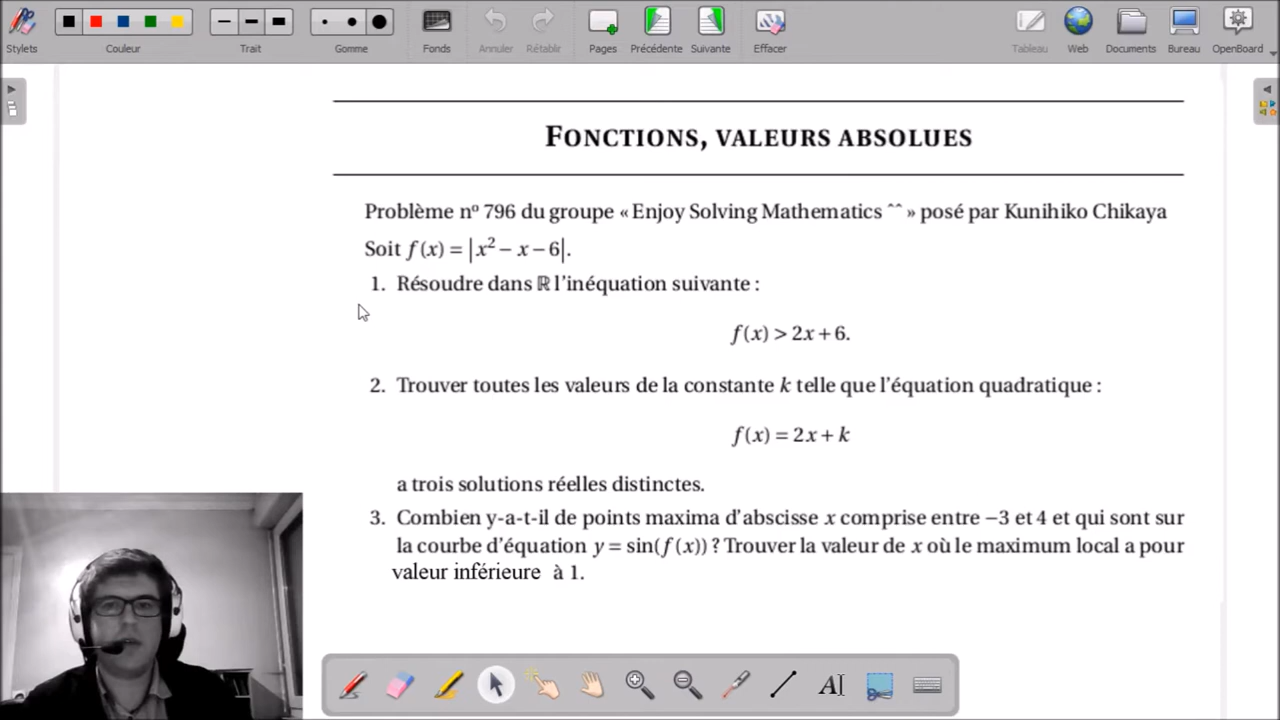 Stylets Couleur Trait Gomme Fonds Annuler Rétablir Pages Précédente Suivante Effacer Tableau Web Documents Bureau OpenBoard
FONCTIONS, VALEURS ABSOLUES
Problème nº 796 du groupe « Enjoy Solving Mathematics ^^ » posé par Kunihiko Chikaya
Soit f(x) = |x² − x − 6|.
1. Résoudre dans ℝ l'inéquation suivante :
f(x) > 2x + 6.
2. Trouver toutes les valeurs de la constante k telle que l'équation quadratique :
f(x) = 2x + k
a trois solutions réelles distinctes.
3. Combien y-a-t-il de points maxima d'abscisse x comprise entre −3 et 4 et qui sont sur
la courbe d'équation y = sin(f(x)) ? Trouver la valeur de x où le maximum local a pour
valeur inférieure à 1.
AI